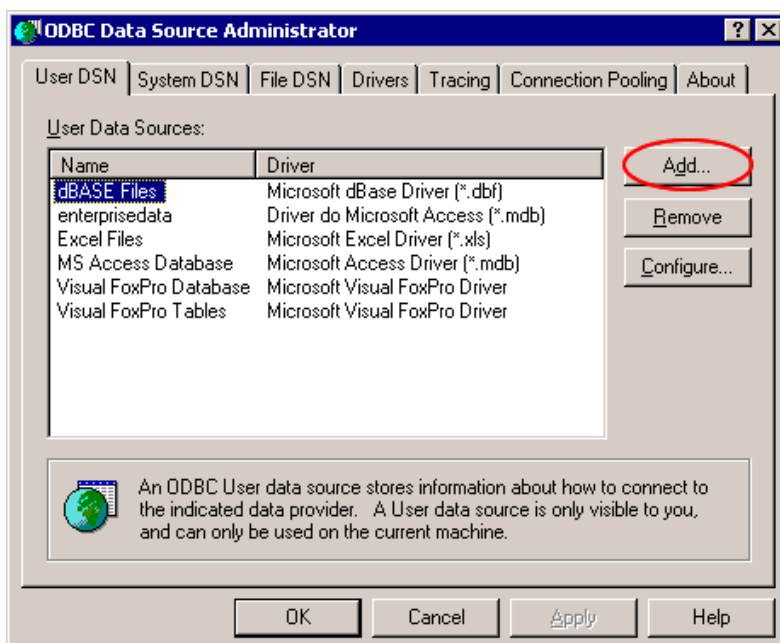 ODBC Data Source Administrator
User DSN System DSN File DSN Drivers Tracing Connection Pooling About
User Data Sources:
Name Driver Add...
dBASE Files Microsoft dBase Driver (*.dbf)
enterprisedata Driver do Microsoft Access (*.mdb) Remove
Excel Files Microsoft Excel Driver (*.xls)
MS Access Database Microsoft Access Driver (*.mdb) Configure...
Visual FoxPro Database Microsoft Visual FoxPro Driver
Visual FoxPro Tables Microsoft Visual FoxPro Driver
An ODBC User data source stores information about how to connect to
the indicated data provider. A User data source is only visible to you,
and can only be used on the current machine.
OK Cancel Apply Help